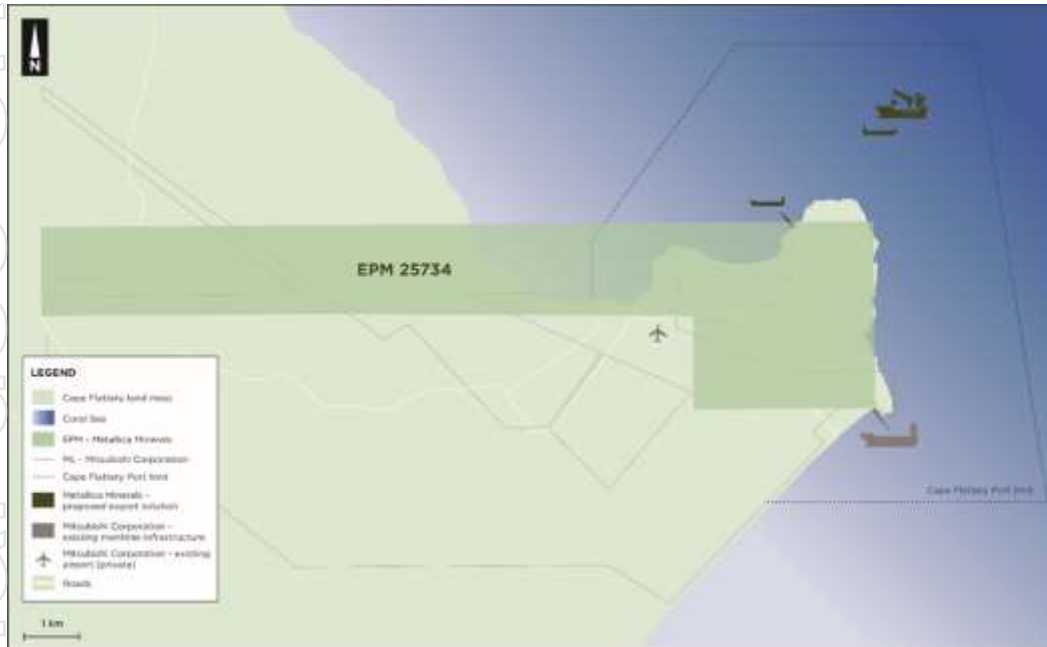 N
EPM 25734
LEGEND
Cape Flattery land mass
Coral Sea
EPM - Metallica Minerals
ML - Mitsubishi Corporation
Cape Flattery Port limit
Metallica Minerals -
proposed export solution
Mitsubishi Corporation -
existing maritime infrastructure
Mitsubishi Corporation - existing
airport (private)
Roads
1 km
Cape Flattery Port limit